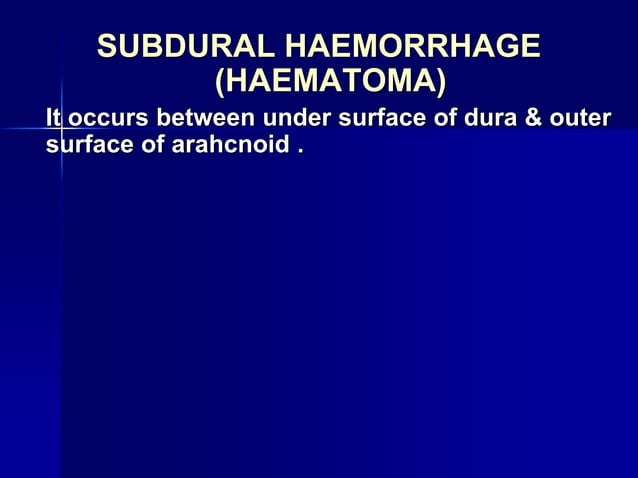 SUBDURAL HAEMORRHAGE
(HAEMATOMA)
It occurs between under surface of dura & outer
surface of arahcnoid .